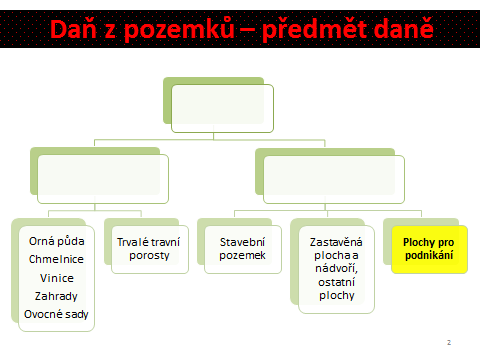 Daň z pozemků – předmět daně
Orná půda
Chmelnice
Vinice
Zahrady
Ovocné sady
Trvalé travní
porosty
Stavební
pozemek
Zastavěná
plocha a
nádvoří,
ostatní
plochy
Plochy pro
podnikání
2